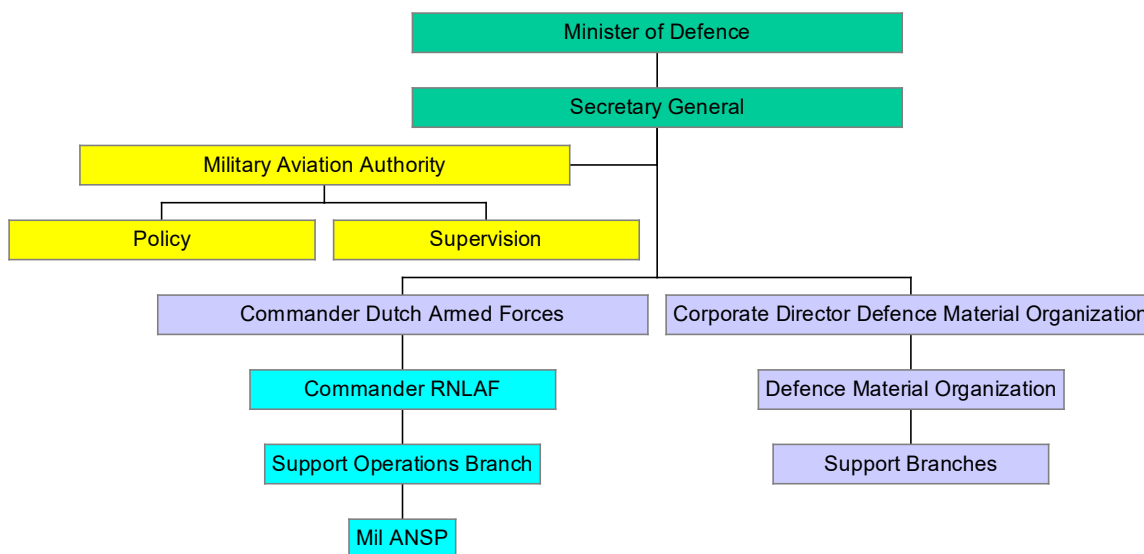 Minister of Defence
Secretary General
Military Aviation Authority
Policy
Supervision
Commander Dutch Armed Forces
Corporate Director Defence Material Organization
Commander RNLAF
Defence Material Organization
Support Operations Branch
Support Branches
Mil ANSP